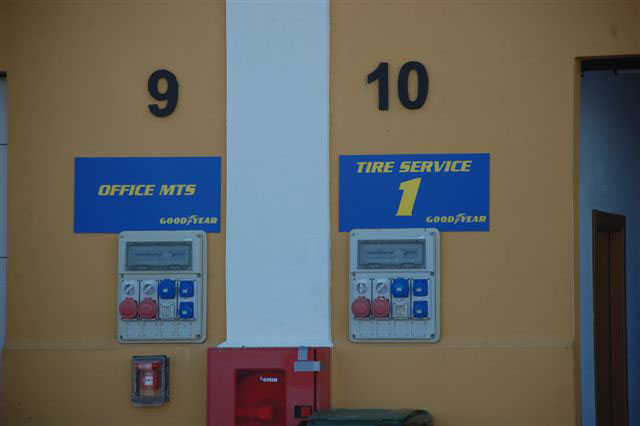 9
10
OFFICE MTS
GOODYEAR
TIRE SERVICE
1
GOODYEAR